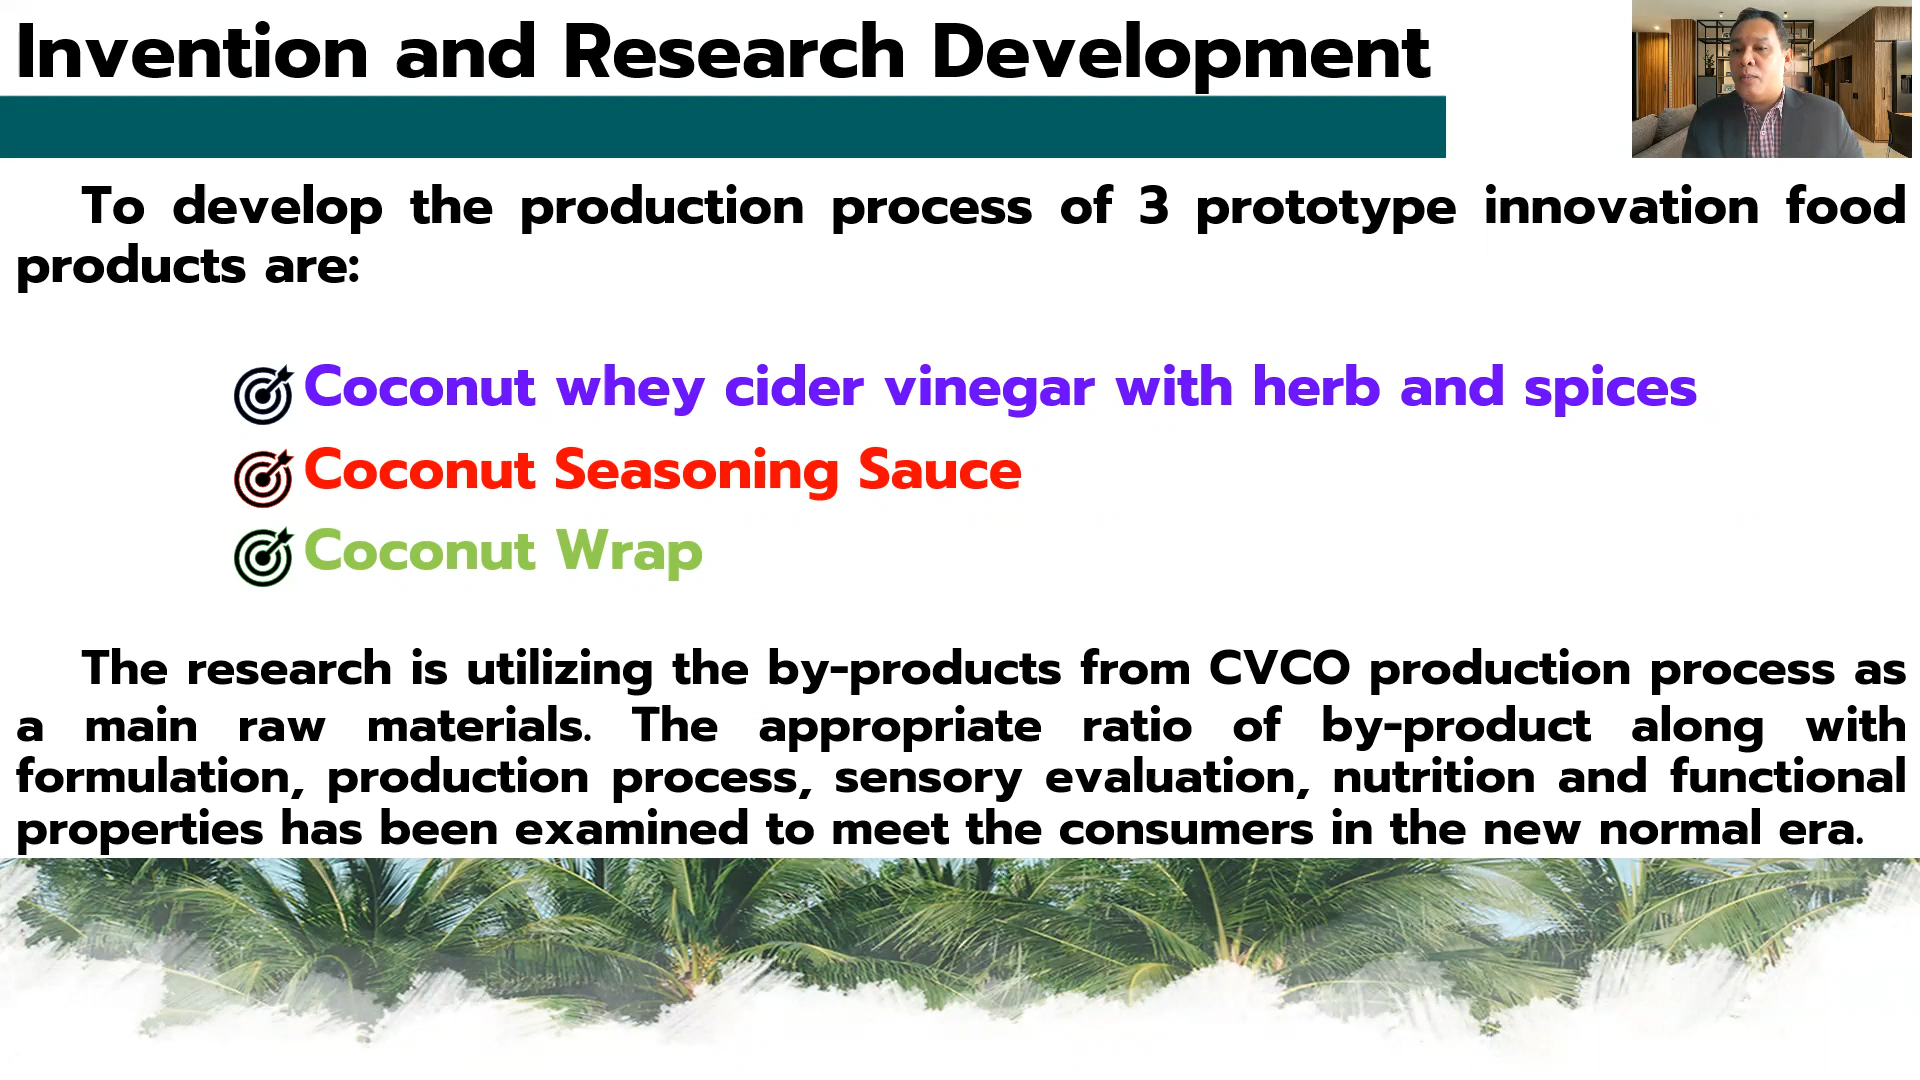 Invention and Research Development
To develop the production process of 3 prototype innovation food
products are:
Coconut whey cider vinegar with herb and spices
Coconut Seasoning Sauce
Coconut Wrap
The research is utilizing the by-products from CVCO production process as
a main raw materials. The appropriate ratio of by-product along with
formulation, production process, sensory evaluation, nutrition and functional
properties has been examined to meet the consumers in the new normal era.